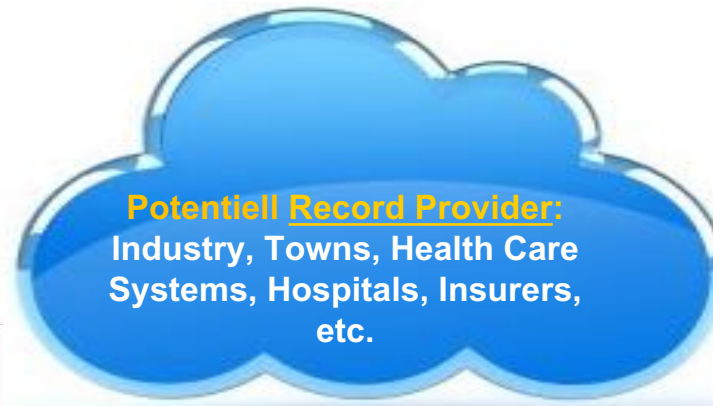 Potentiell Record Provider:
Industry, Towns, Health Care
Systems, Hospitals, Insurers,
etc.